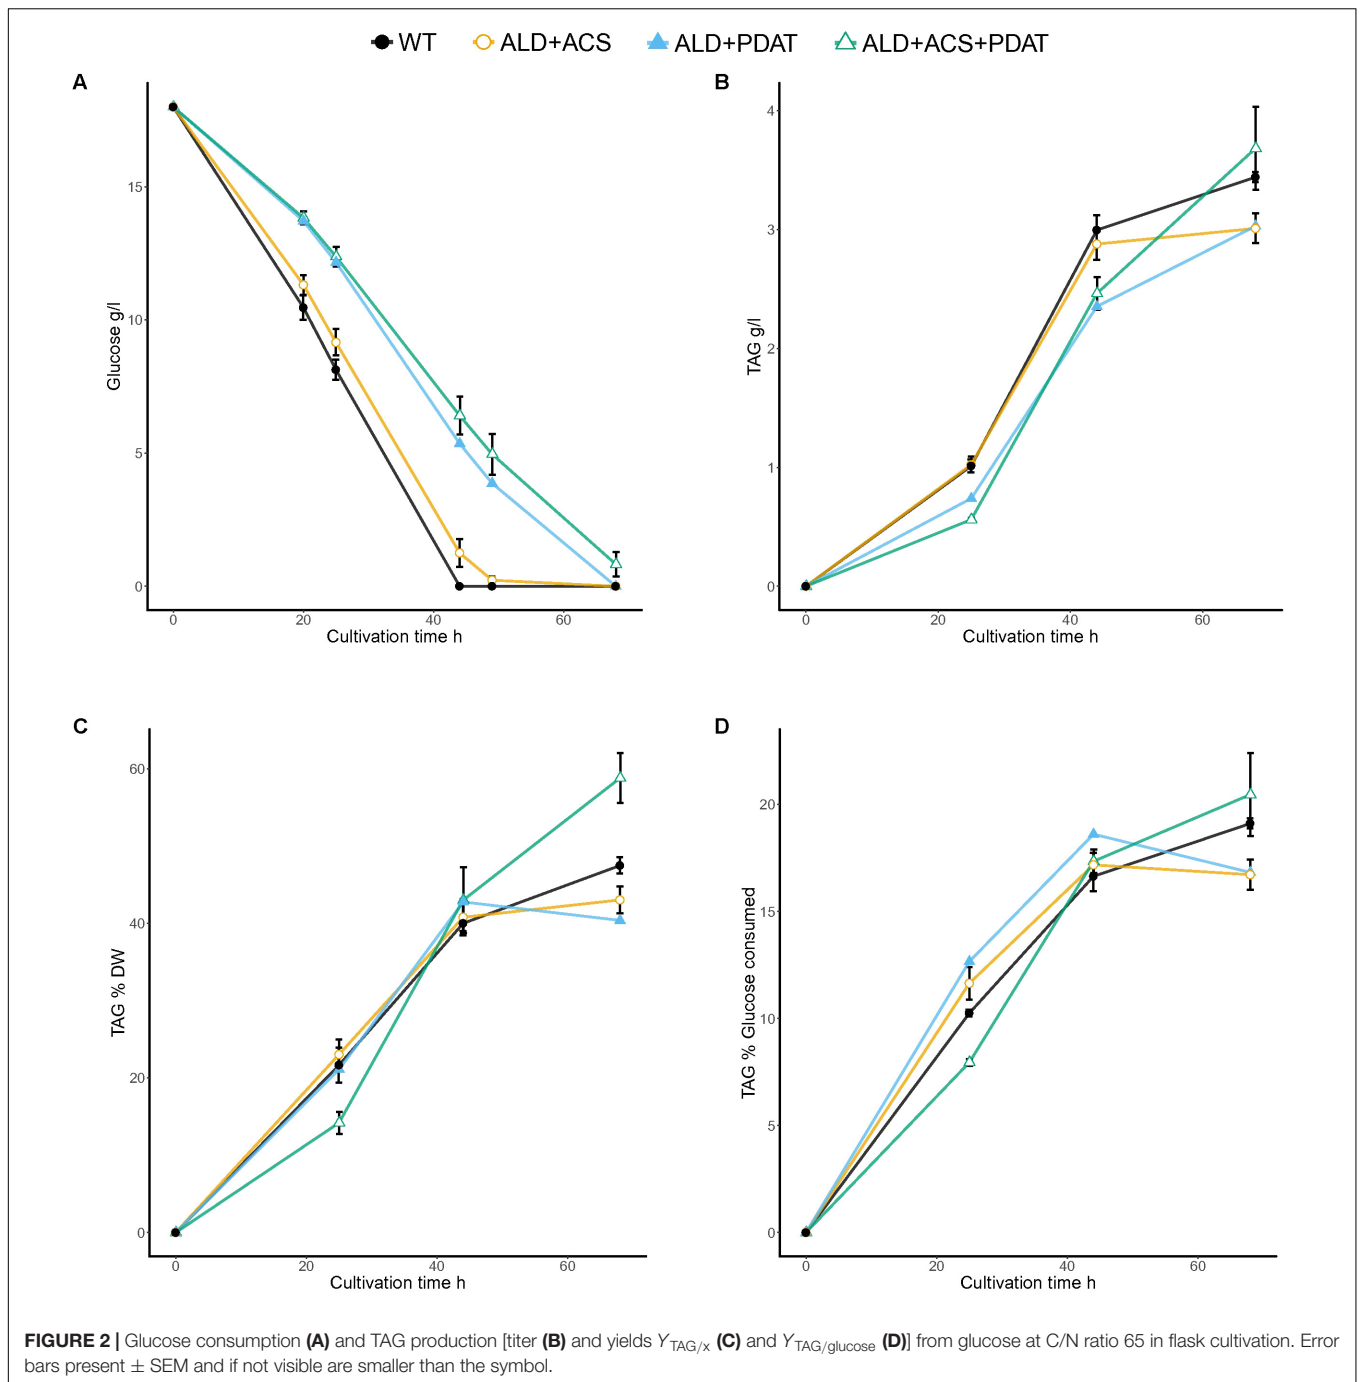 WT ALD+ACS ALD+PDAT ALD+ACS+PDAT
A
15
10
5
0
Glucose g/l
0 20 40 60
Cultivation time h
B
4
3
2
1
0
TAG g/l
0 20 40 60
Cultivation time h
C
60
40
20
0
TAG % DW
0 20 40 60
Cultivation time h
D
20
15
10
5
0
TAG % Glucose consumed
0 20 40 60
Cultivation time h
FIGURE 2 | Glucose consumption (A) and TAG production [titer (B) and yields Y TAG/x (C) and Y TAG/glucose (D)] from glucose at C/N ratio 65 in flask cultivation. Error
bars present ± SEM and if not visible are smaller than the symbol.